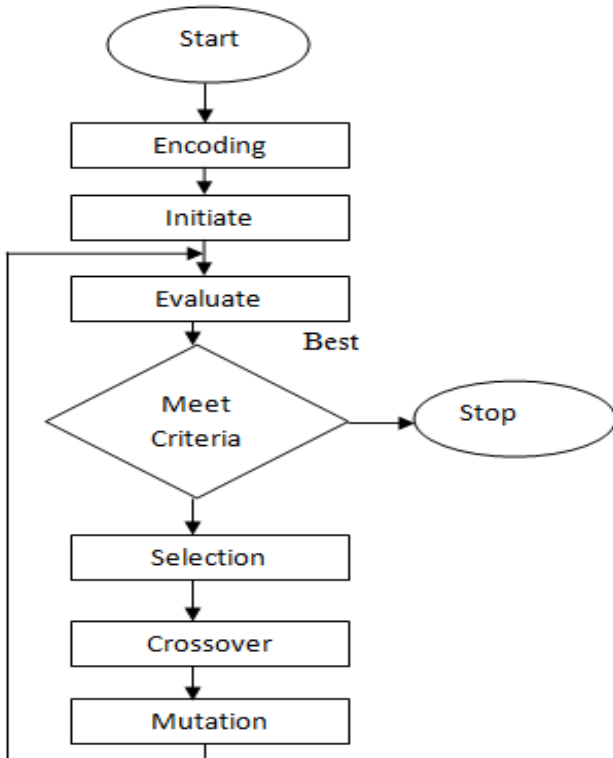 Start
Encoding
Initiate
Evaluate
Best
Meet
Criteria
Stop
Selection
Crossover
Mutation